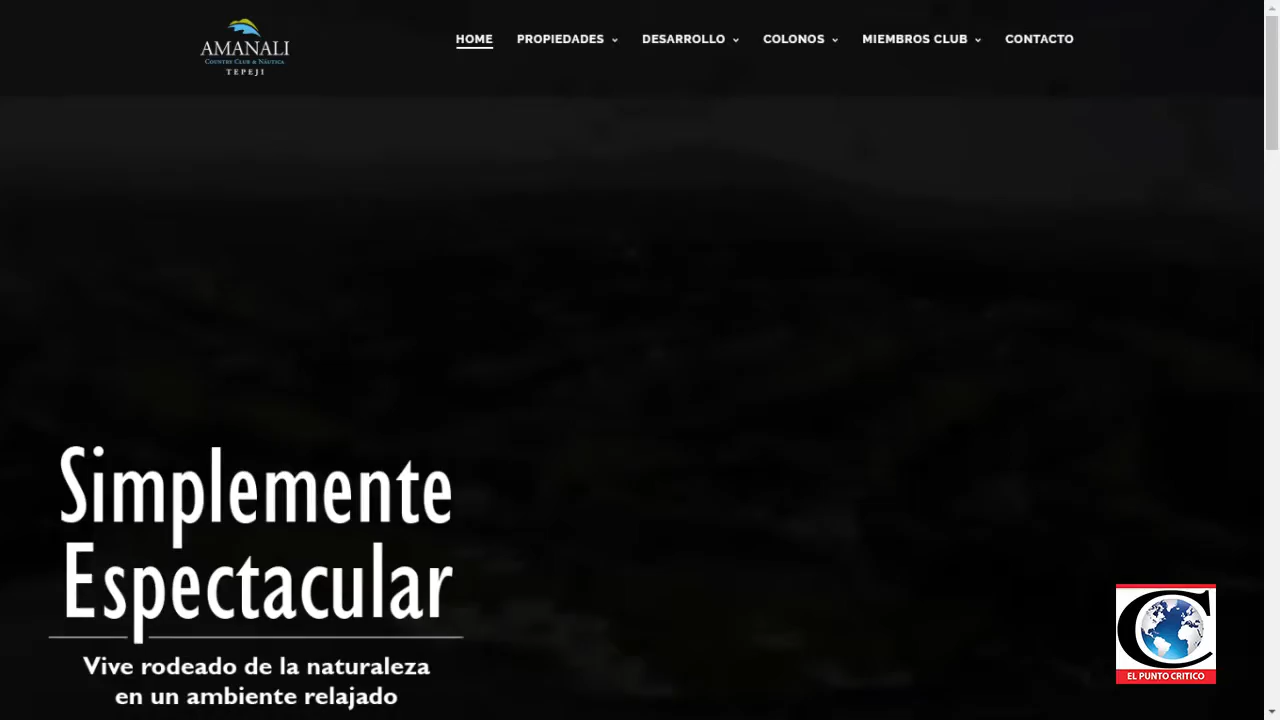 AMANALI
COUNTRY CLUB & NÁUTICA
TEPEJI
HOME
PROPIEDADES
DESARROLLO
COLONOS
MIEMBROS CLUB
CONTACTO
Simplemente
Espectacular
Vive rodeado de la naturaleza
en un ambiente relajado
C
EL PUNTO CRITICO